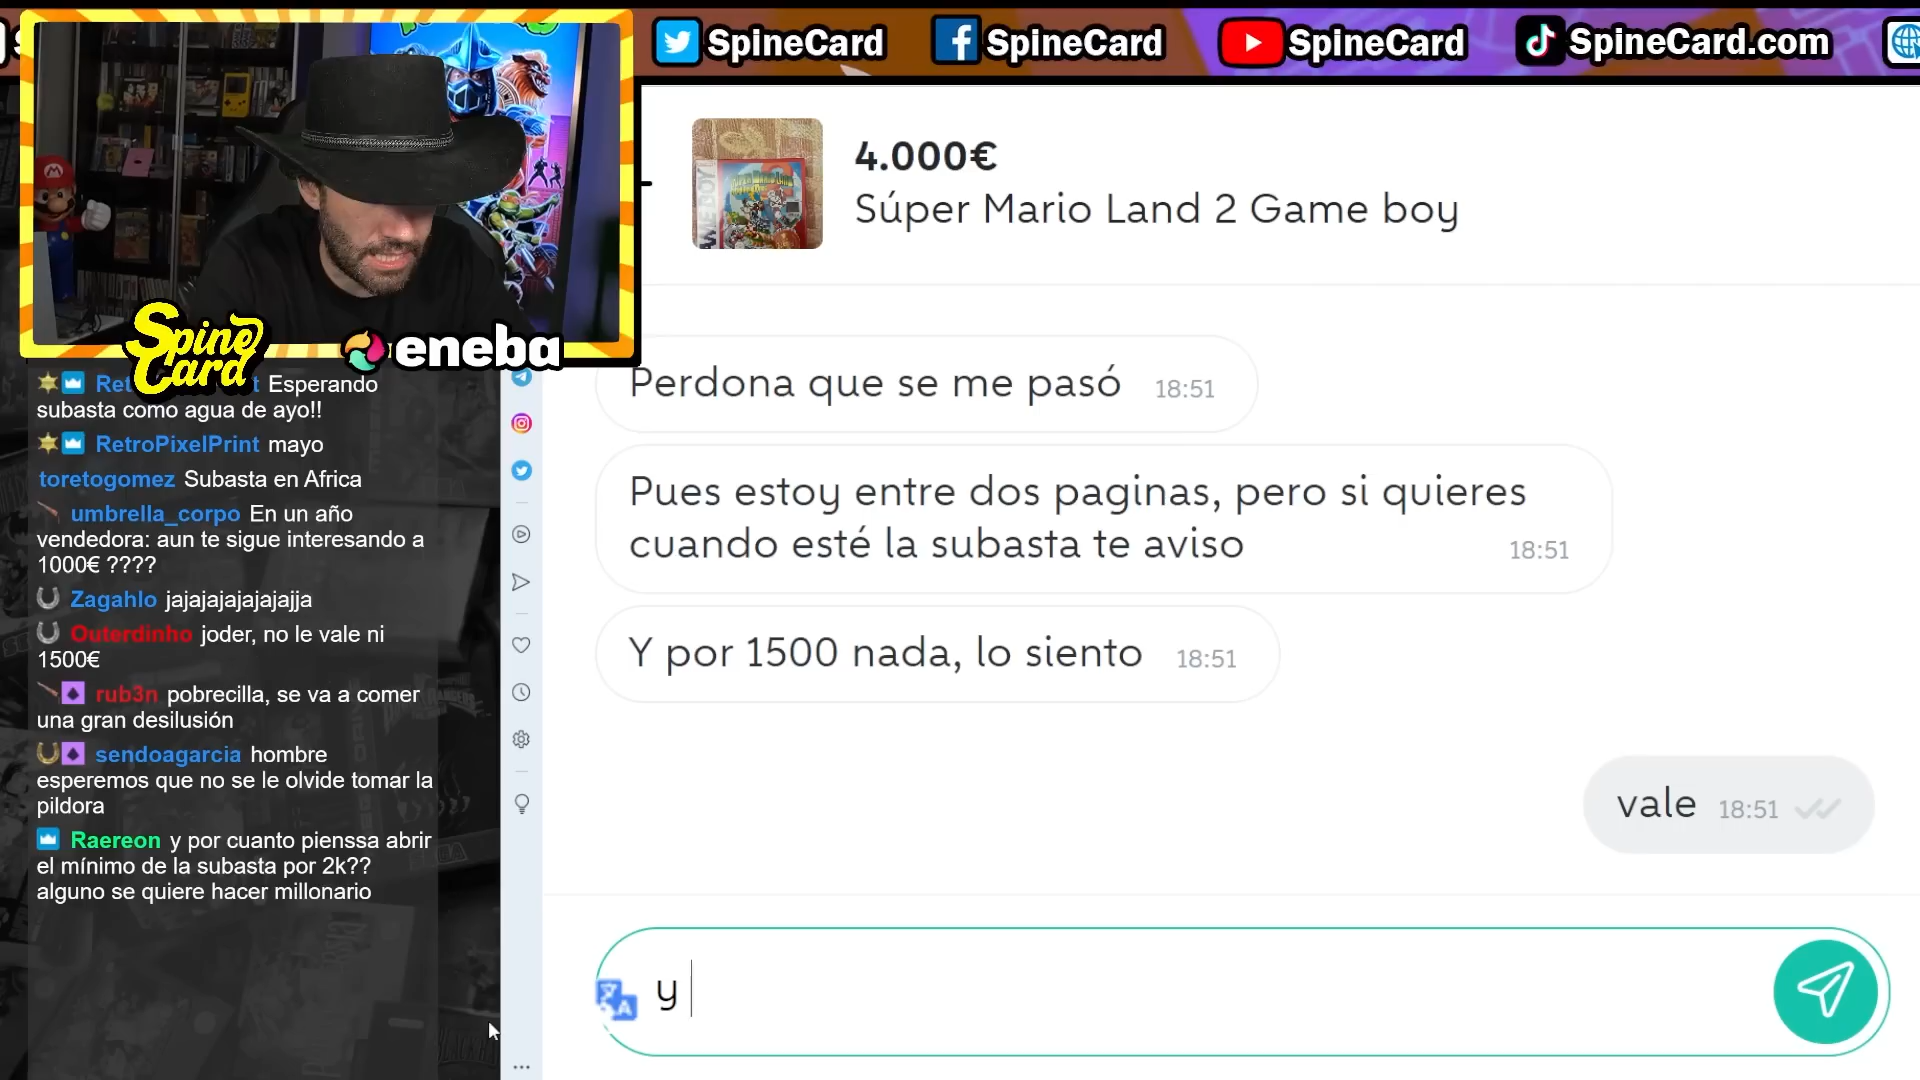 SpineCard
SpineCard
SpineCard
SpineCard.com
4.000€
Súper Mario Land 2 Game boy
Spine
Card
eneba
Perdona que se me pasó 18:51
Pues estoy entre dos paginas, pero si quieres
cuando esté la subasta te aviso 18:51
Y por 1500 nada, lo siento 18:51
vale 18:51
y
t Esperando
subasta como agua de ayo!!
RetroPixelPrint mayo
toretogomez Subasta en Africa
umbrella_corpo En un año
vendedora: aun te sigue interesando a
1000€ ????
Zagahlo jajajajajajajajja
Outerdinho joder, no le vale ni
1500€
rub3n pobrecilla, se va a comer
una gran desilusión
sendoagarcia hombre
esperemos que no se le olvide tomar la
pildora
Raereon y por cuanto pienssa abrir
el mínimo de la subasta por 2k??
alguno se quiere hacer millonario